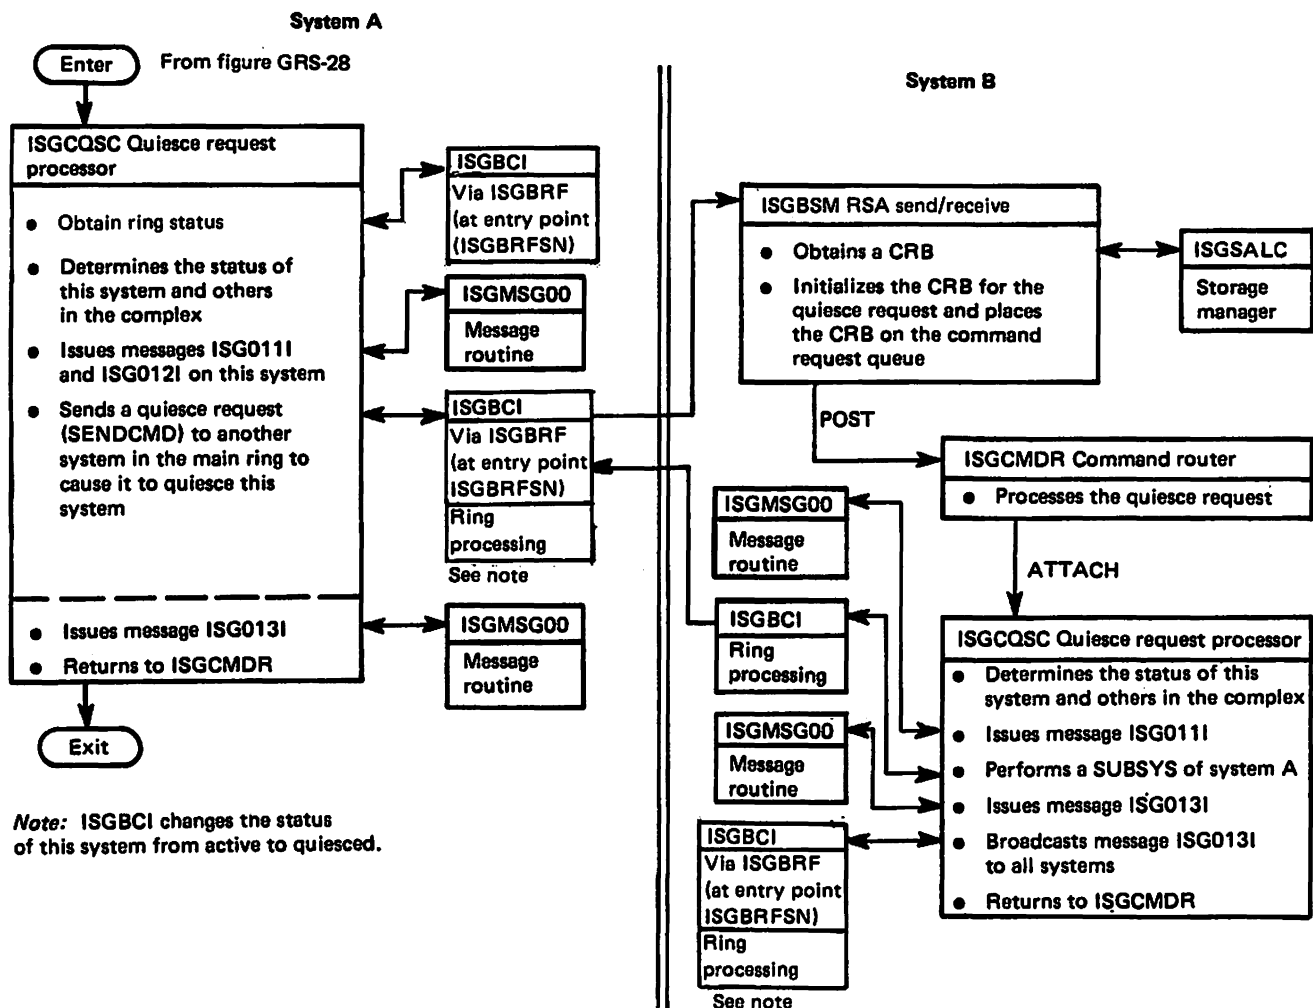 System A
Enter
From figure GRS-28
ISGCQSC Quiesce request
processor
● Obtain ring status
● Determines the status of
this system and others
in the complex
● Issues messages ISG011I
and ISG012I on this system
● Sends a quiesce request
(SENDCMD) to another
system in the main ring to
cause it to quiesce this
system
● Issues message ISG013I
● Returns to ISGCMDR
Exit
Note: ISGBCI changes the status
of this system from active to quiesced.
ISGBCI
Via ISGBRF
(at entry point
(ISGBRFSN)
ISGMSG00
Message
routine
ISGBCI
Via ISGBRF
(at entry point
ISGBRFSN)
Ring
processing
See note
ISGMSG00
Message
routine
System B
ISGBSM RSA send/receive
● Obtains a CRB
● Initializes the CRB for the
quiesce request and places
the CRB on the command
request queue
ISGSALC
Storage
manager
POST
ISGCMDR Command router
● Processes the quiesce request
ATTACH
ISGMSG00
Message
routine
ISGBCI
Ring
processing
ISGMSG00
Message
routine
ISGBCI
Via ISGBRF
(at entry point
ISGBRFSN)
Ring
processing
See note
ISGCQSC Quiesce request processor
● Determines the status of this
system and others in the complex
● Issues message ISG011I
● Performs a SUBSYS of system A
● Issues message ISG013I
● Broadcasts message ISG013I
to all systems
● Returns to ISGCMDR